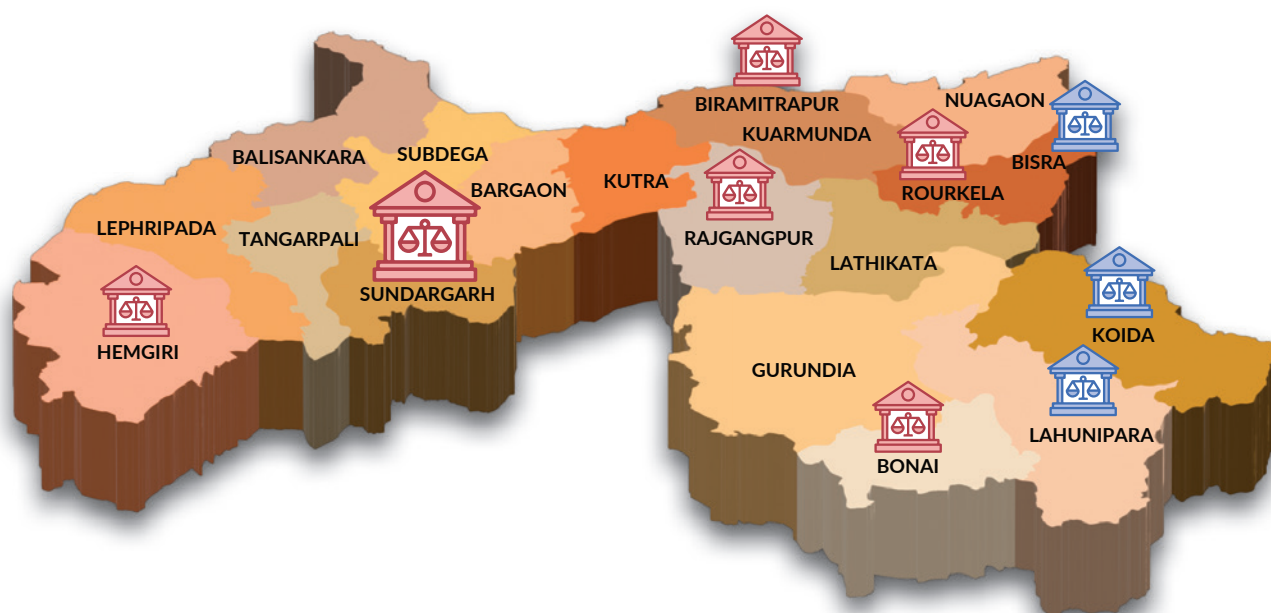 BIRAMITRAPUR
NUAGAON
KUARMUNDA
BALISANKARA
SUBDEGA
BISRA
BARGAON
KUTRA
ROURKELA
LEPHRIPADA
TANGARPALI
RAJGANGPUR
LATHIKATA
SUNDARGARH
KOIDA
HEMGIRI
GURUNDIA
LAHUNIPARA
BONAI